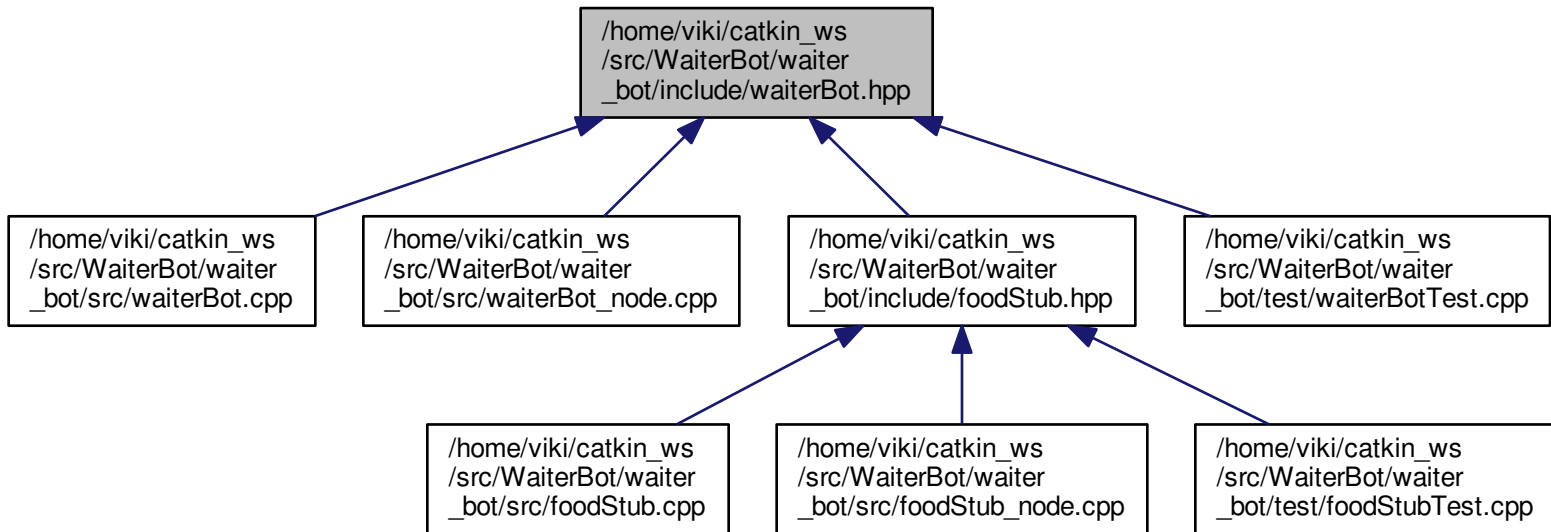 /home/viki/catkin_ws
/src/WaiterBot/waiter
_bot/include/waiterBot.hpp
/home/viki/catkin_ws
/src/WaiterBot/waiter
_bot/src/waiterBot.cpp
/home/viki/catkin_ws
/src/WaiterBot/waiter
_bot/src/waiterBot_node.cpp
/home/viki/catkin_ws
/src/WaiterBot/waiter
_bot/include/foodStub.hpp
/home/viki/catkin_ws
/src/WaiterBot/waiter
_bot/test/waiterBotTest.cpp
/home/viki/catkin_ws
/src/WaiterBot/waiter
_bot/src/foodStub.cpp
/home/viki/catkin_ws
/src/WaiterBot/waiter
_bot/src/foodStub_node.cpp
/home/viki/catkin_ws
/src/WaiterBot/waiter
_bot/test/foodStubTest.cpp